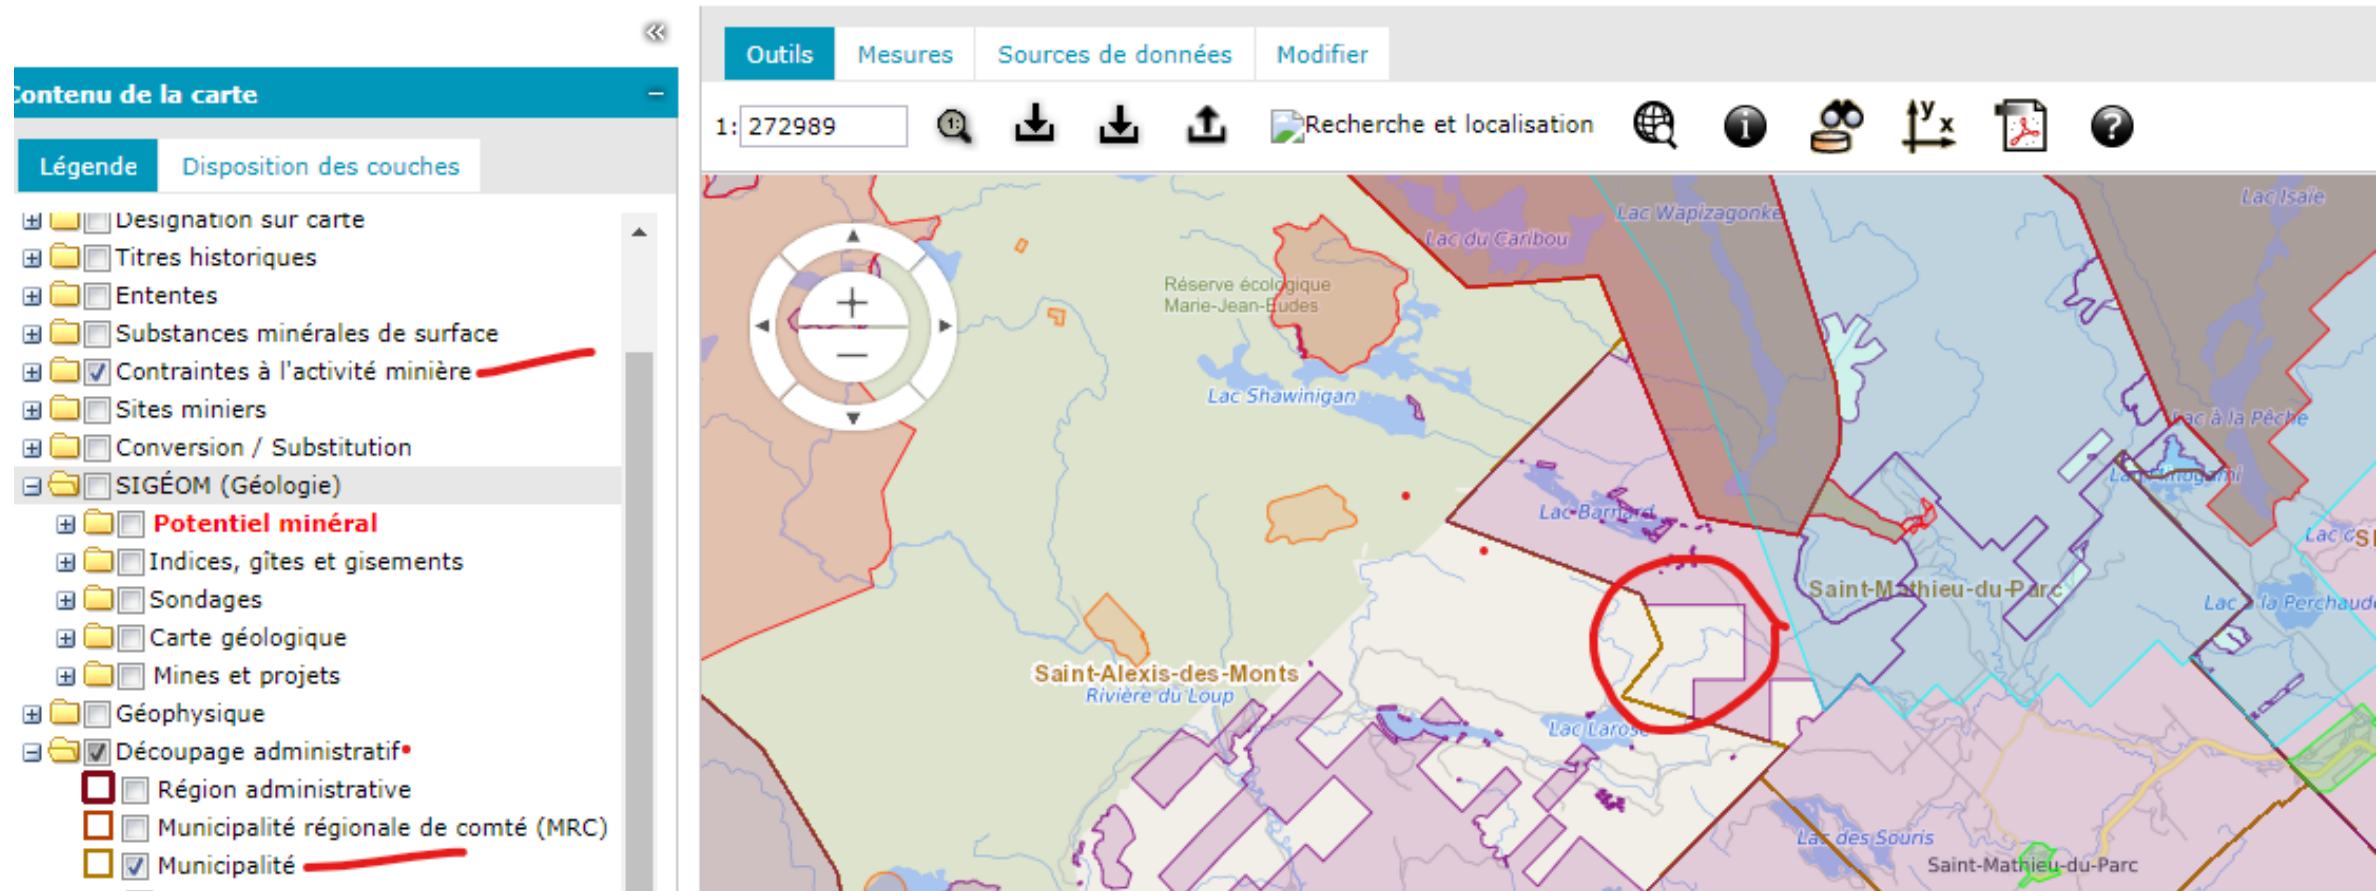 Outils
Mesures
Sources de données
Modifier
Contenu de la carte
1: 272989
Recherche et localisation
Légende
Disposition des couches
Désignation sur carte
Titres historiques
Ententes
Substances minérales de surface
Contraintes à l'activité minière
Sites miniers
Conversion / Substitution
SIGÉOM (Géologie)
Potentiel minéral
Indices, gîtes et gisements
Sondages
Carte géologique
Mines et projets
Géophysique
Découpage administratif
Région administrative
Municipalité régionale de comté (MRC)
Municipalité
Lac Isaïe
Lac Wapizagonke
Lac du Caribou
Réserve écologique
Marie-Jean-Eudes
Lac Shawinigan
Lac à la Pêche
Lac Barnard
Saint-Mathieu-du-Parc
Lac à la Perchaude
Saint-Alexis-des-Monts
Rivière du Loup
Lac Larose
Lac des Souris
Saint-Mathieu-du-Parc